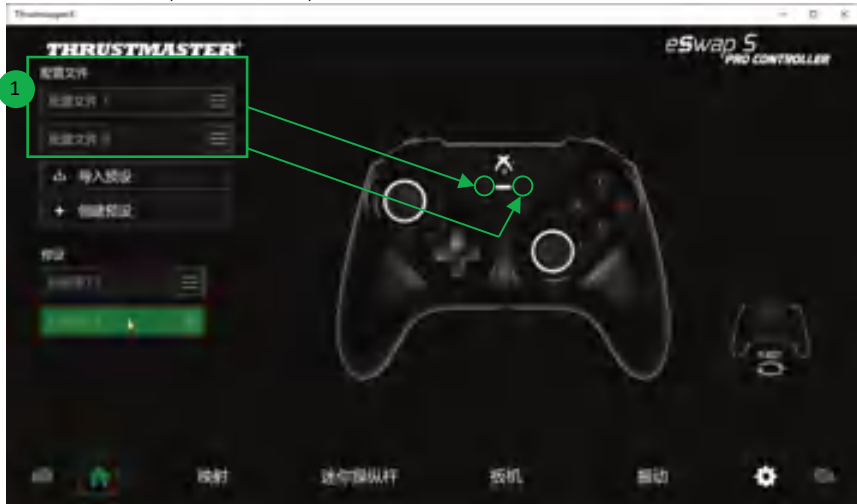 ThrustmapperX
THRUSTMASTER
eSwap S
PRO CONTROLLER
配置文件
1
配置文件 1
配置文件 2
导入预设
+ 创建预设
预设
映射
迷你操纵杆
扳机
振动